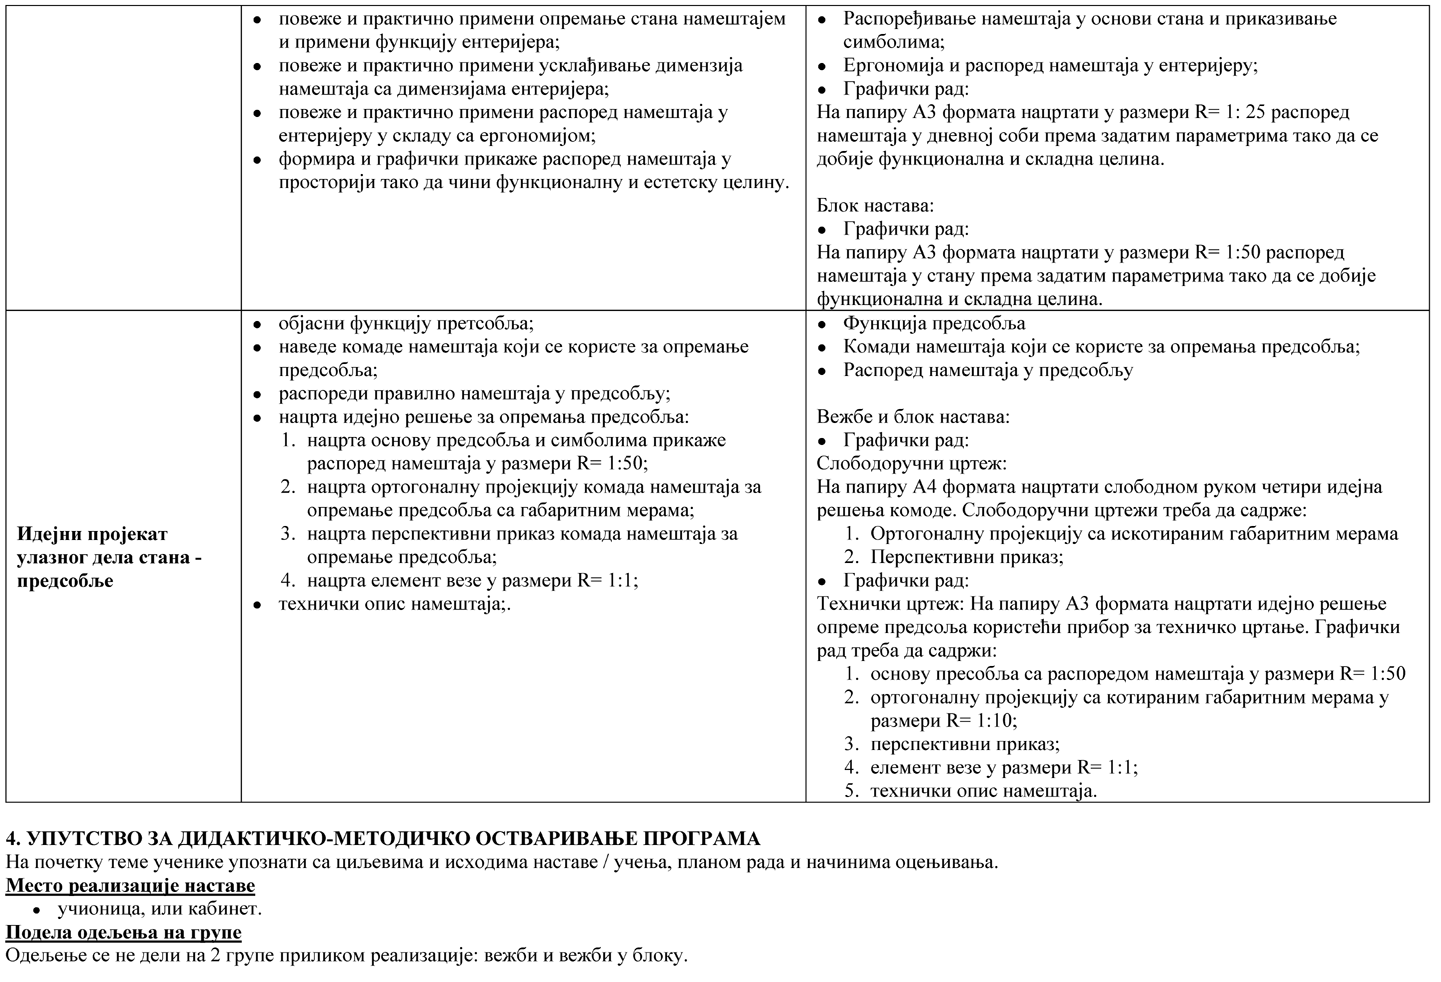 • повеже и практично примени опремање стана намештајем
и примени функцију ентеријера;
• повеже и практично примени усклађивање димензија
намештаја са димензијама ентеријера;
• повеже и практично примени распоред намештаја у
ентеријеру у складу са ергономијом;
• формира и графички прикаже распоред намештаја у
просторији тако да чини функционалну и естетску целину.
• Распоређивање намештаја у основи стана и приказивање
симболима;
• Ергономија и распоред намештаја у ентеријеру;
• Графички рад:
На папиру А3 формата нацртати у размери R= 1: 25 распоред
намештаја у дневној соби према задатим параметрима тако да се
добије функционална и складна целина.
Блок настава:
• Графички рад:
На папиру А3 формата нацртати у размери R= 1:50 распоред
намештаја у стану према задатим параметрима тако да се добије
функционална и складна целина.
Идејни пројекат
улазног дела стана -
предсобље
• објасни функцију претсобља;
• наведе комаде намештаја који се користе за опремање
предсобља;
• распореди правилно намештаја у предсобљу;
• нацрта идејно решење за опремања предсобља:
1. нацрта основу предсобља и симболима прикаже
распоред намештаја у размери R= 1:50;
2. нацрта ортогоналну пројекцију комада намештаја за
опремање предсобља са габаритним мерама;
3. нацрта перспективни приказ комада намештаја за
опремање предсобља;
4. нацрта елемент везе у размери R= 1:1;
• технички опис намештаја;.
• Функција предсобља
• Комади намештаја који се користе за опремања предсобља;
• Распоред намештаја у предсобљу
Вежбе и блок настава:
• Графички рад:
Слободоручни цртеж:
На папиру А4 формата нацртати слободном руком четири идејна
решења комоде. Слободоручни цртежи треба да садрже:
1. Ортогоналну пројекцију са искотираним габаритним мерама
2. Перспективни приказ;
• Графички рад:
Технички цртеж: На папиру А3 формата нацртати идејно решење
опреме предсоља користећи прибор за техничко цртање. Графички
рад треба да садржи:
1. основу пресобља са распоредом намештаја у размери R= 1:50
2. ортогоналну пројекцију са котираним габаритним мерама у
размери R= 1:10;
3. перспективни приказ;
4. елемент везе у размери R= 1:1;
5. технички опис намештаја.
4. УПУТСТВО ЗА ДИДАКТИЧКО-МЕТОДИЧКО ОСТВАРИВАЊЕ ПРОГРАМА
На почетку теме ученике упознати са циљевима и исходима наставе / учења, планом рада и начинима оцењивања.
Место реализације наставе
• учионица, или кабинет.
Подела одељења на групе
Одељење се не дели на 2 групе приликом реализације: вежби и вежби у блоку.